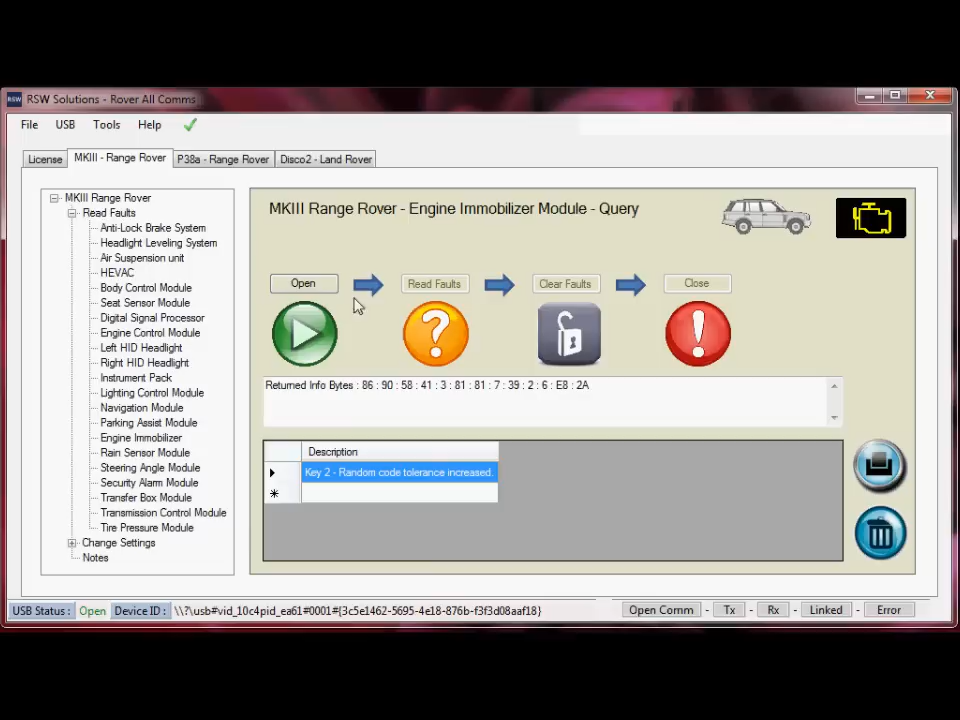 RSW RSW Solutions - Rover All Comms
File USB Tools Help
License MKIII - Range Rover P38a - Range Rover Disco2 - Land Rover
MKIII Range Rover
Read Faults
Anti-Lock Brake System
Headlight Leveling System
Air Suspension unit
HEVAC
Body Control Module
Seat Sensor Module
Digital Signal Processor
Engine Control Module
Left HID Headlight
Right HID Headlight
Instrument Pack
Lighting Control Module
Navigation Module
Parking Assist Module
Engine Immobilizer
Rain Sensor Module
Steering Angle Module
Security Alarm Module
Transfer Box Module
Transmission Control Module
Tire Pressure Module
Change Settings
Notes
MKIII Range Rover - Engine Immobilizer Module - Query
Open Read Faults Clear Faults Close
Returned Info Bytes : 86 : 90 : 58 : 41 : 3 : 81 : 81 : 7 : 39 : 2 : 6 : E8 : 2A
Description
Key 2 - Random code tolerance increased.
USB Status : Open Device ID : \\?\usb#vid_10c4pid_ea61#0001#{3c5e1462-5695-4e18-876b-f3f3d08aaf18} Open Comm - Tx - Rx - Linked - Error